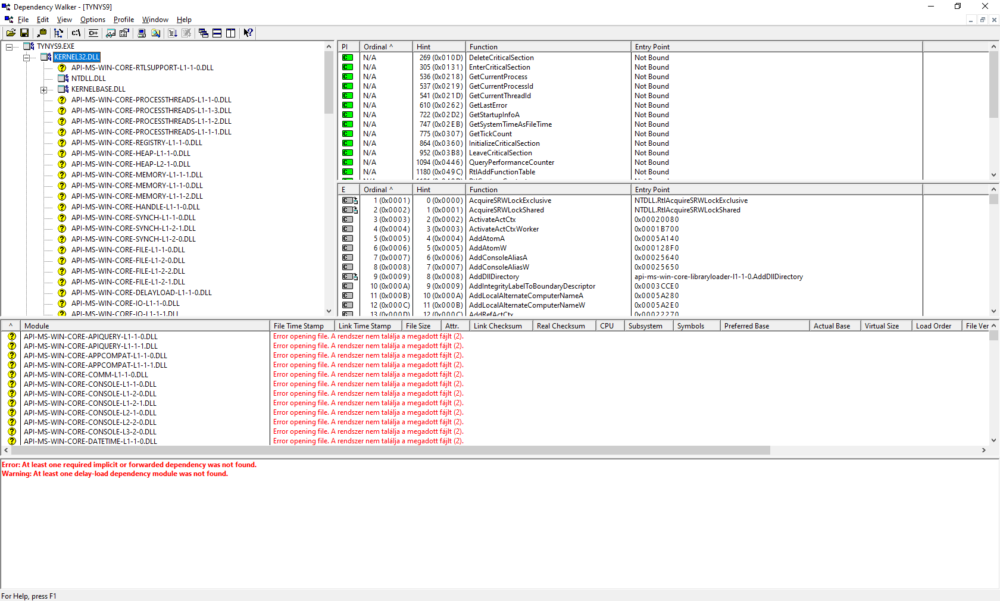 Dependency Walker - [TYNYS9]
File Edit View Options Profile Window Help
c:\ C++
TYNYS9.EXE
KERNEL32.DLL
API-MS-WIN-CORE-RTLSUPPORT-L1-1-0.DLL
NTDLL.DLL
KERNELBASE.DLL
API-MS-WIN-CORE-PROCESSTHREADS-L1-1-0.DLL
API-MS-WIN-CORE-PROCESSTHREADS-L1-1-3.DLL
API-MS-WIN-CORE-PROCESSTHREADS-L1-1-2.DLL
API-MS-WIN-CORE-PROCESSTHREADS-L1-1-1.DLL
API-MS-WIN-CORE-REGISTRY-L1-1-0.DLL
API-MS-WIN-CORE-HEAP-L1-1-0.DLL
API-MS-WIN-CORE-HEAP-L2-1-0.DLL
API-MS-WIN-CORE-MEMORY-L1-1-1.DLL
API-MS-WIN-CORE-MEMORY-L1-1-0.DLL
API-MS-WIN-CORE-MEMORY-L1-1-2.DLL
API-MS-WIN-CORE-HANDLE-L1-1-0.DLL
API-MS-WIN-CORE-SYNCH-L1-1-0.DLL
API-MS-WIN-CORE-SYNCH-L1-2-1.DLL
API-MS-WIN-CORE-SYNCH-L1-2-0.DLL
API-MS-WIN-CORE-FILE-L1-1-0.DLL
API-MS-WIN-CORE-FILE-L1-2-0.DLL
API-MS-WIN-CORE-FILE-L1-2-2.DLL
API-MS-WIN-CORE-FILE-L1-2-1.DLL
API-MS-WIN-CORE-DELAYLOAD-L1-1-0.DLL
API-MS-WIN-CORE-IO-L1-1-0.DLL
API-MS-WIN-CORE-IO-L1-1-1.DLL
PI Ordinal ^ Hint Function Entry Point
C N/A 269 (0x010D) DeleteCriticalSection Not Bound
C N/A 305 (0x0131) EnterCriticalSection Not Bound
C N/A 536 (0x0218) GetCurrentProcess Not Bound
C N/A 537 (0x0219) GetCurrentProcessId Not Bound
C N/A 541 (0x021D) GetCurrentThreadId Not Bound
C N/A 610 (0x0262) GetLastError Not Bound
C N/A 722 (0x02D2) GetStartupInfoA Not Bound
C N/A 747 (0x02EB) GetSystemTimeAsFileTime Not Bound
C N/A 775 (0x0307) GetTickCount Not Bound
C N/A 864 (0x0360) InitializeCriticalSection Not Bound
C N/A 952 (0x03B8) LeaveCriticalSection Not Bound
C N/A 1094 (0x0446) QueryPerformanceCounter Not Bound
C N/A 1180 (0x049C) RtlAddFunctionTable Not Bound
E Ordinal ^ Hint Function Entry Point
C 1 (0x0001) 0 (0x0000) AcquireSRWLockExclusive NTDLL.RtlAcquireSRWLockExclusive
C 2 (0x0002) 1 (0x0001) AcquireSRWLockShared NTDLL.RtlAcquireSRWLockShared
C 3 (0x0003) 2 (0x0002) ActivateActCtx 0x00020080
C 4 (0x0004) 3 (0x0003) ActivateActCtxWorker 0x0001B700
C 5 (0x0005) 4 (0x0004) AddAtomA 0x0005A140
C 6 (0x0006) 5 (0x0005) AddAtomW 0x000128F0
C 7 (0x0007) 6 (0x0006) AddConsoleAliasA 0x00025640
C 8 (0x0008) 7 (0x0007) AddConsoleAliasW 0x00025650
C 9 (0x0009) 8 (0x0008) AddDllDirectory api-ms-win-core-libraryloader-l1-1-0.AddDllDirectory
C 10 (0x000A) 9 (0x0009) AddIntegrityLabelToBoundaryDescriptor 0x0003CCE0
C 11 (0x000B) 10 (0x000A) AddLocalAlternateComputerNameA 0x0005A280
C 12 (0x000C) 11 (0x000B) AddLocalAlternateComputerNameW 0x0005A2E0
C 13 (0x000D) 12 (0x000C) AddRefActCtx 0x00022270
^ Module File Time Stamp Link Time Stamp File Size Attr. Link Checksum Real Checksum CPU Subsystem Symbols Preferred Base Actual Base Virtual Size Load Order File Ver
API-MS-WIN-CORE-APIQUERY-L1-1-0.DLL Error opening file. A rendszer nem találja a megadott fájlt (2).
API-MS-WIN-CORE-APIQUERY-L1-1-1.DLL Error opening file. A rendszer nem találja a megadott fájlt (2).
API-MS-WIN-CORE-APPCOMPAT-L1-1-0.DLL Error opening file. A rendszer nem találja a megadott fájlt (2).
API-MS-WIN-CORE-APPCOMPAT-L1-1-1.DLL Error opening file. A rendszer nem találja a megadott fájlt (2).
API-MS-WIN-CORE-COMM-L1-1-0.DLL Error opening file. A rendszer nem találja a megadott fájlt (2).
API-MS-WIN-CORE-CONSOLE-L1-1-0.DLL Error opening file. A rendszer nem találja a megadott fájlt (2).
API-MS-WIN-CORE-CONSOLE-L1-2-0.DLL Error opening file. A rendszer nem találja a megadott fájlt (2).
API-MS-WIN-CORE-CONSOLE-L1-2-1.DLL Error opening file. A rendszer nem találja a megadott fájlt (2).
API-MS-WIN-CORE-CONSOLE-L2-1-0.DLL Error opening file. A rendszer nem találja a megadott fájlt (2).
API-MS-WIN-CORE-CONSOLE-L2-2-0.DLL Error opening file. A rendszer nem találja a megadott fájlt (2).
API-MS-WIN-CORE-CONSOLE-L3-2-0.DLL Error opening file. A rendszer nem találja a megadott fájlt (2).
API-MS-WIN-CORE-DATETIME-L1-1-0.DLL Error opening file. A rendszer nem találja a megadott fájlt (2).
Error: At least one required implicit or forwarded dependency was not found.
Warning: At least one delay-load dependency module was not found.
For Help, press F1